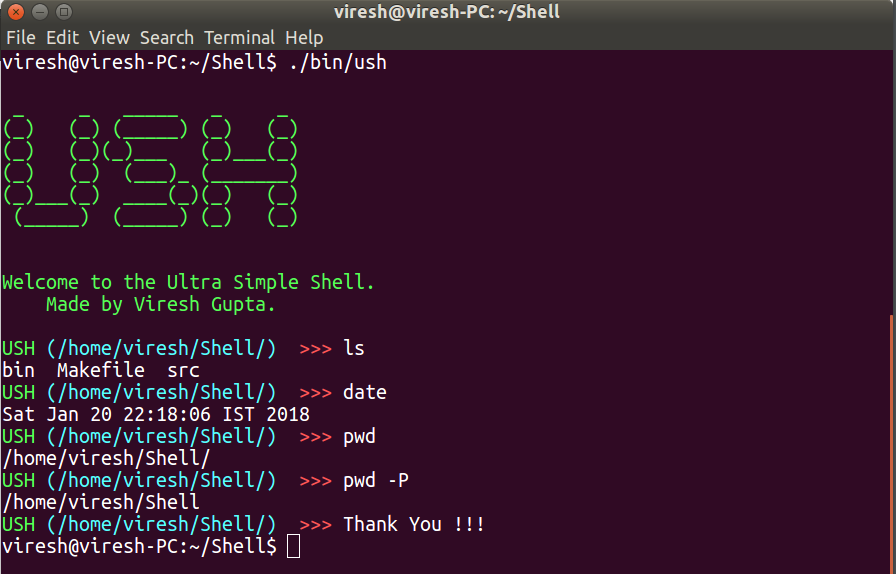 viresh@viresh-PC: ~/Shell
File Edit View Search Terminal Help
viresh@viresh-PC:~/Shell$ ./bin/ush
USH
Welcome to the Ultra Simple Shell.
Made by Viresh Gupta.
USH (/home/viresh/Shell/) >>> ls
bin Makefile src
USH (/home/viresh/Shell/) >>> date
Sat Jan 20 22:18:06 IST 2018
USH (/home/viresh/Shell/) >>> pwd
/home/viresh/Shell/
USH (/home/viresh/Shell/) >>> pwd -P
/home/viresh/Shell
USH (/home/viresh/Shell/) >>> Thank You !!!
viresh@viresh-PC:~/Shell$